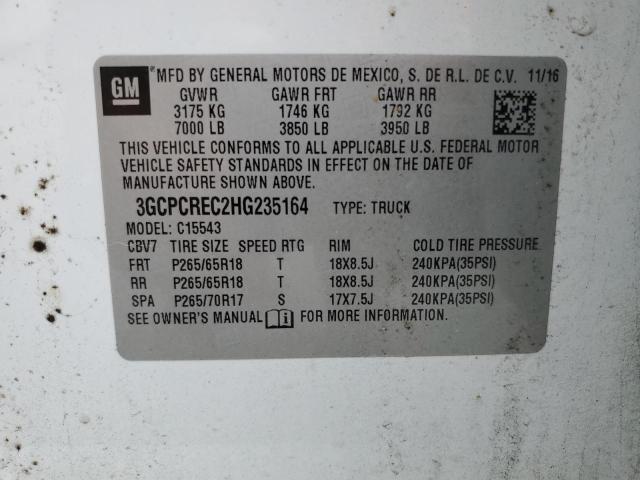 GM *MFD BY GENERAL MOTORS DE MEXICO, S. DE R.L. DE C.V. 11/16
GVWR GAWR FRT GAWR RR
3175 KG 1746 KG 1792 KG
7000 LB 3850 LB 3950 LB
THIS VEHICLE CONFORMS TO ALL APPLICABLE U.S. FEDERAL MOTOR
VEHICLE SAFETY STANDARDS IN EFFECT ON THE DATE OF
MANUFACTURE SHOWN ABOVE.
3GCPCREC2HG235164 TYPE: TRUCK
MODEL: C15543
CBV7 TIRE SIZE SPEED RTG RIM COLD TIRE PRESSURE
FRT P265/65R18 T 18X8.5J 240KPA(35PSI)
RR P265/65R18 T 18X8.5J 240KPA(35PSI)
SPA P265/70R17 S 17X7.5J 240KPA(35PSI)
SEE OWNER'S MANUAL i FOR MORE INFORMATION.